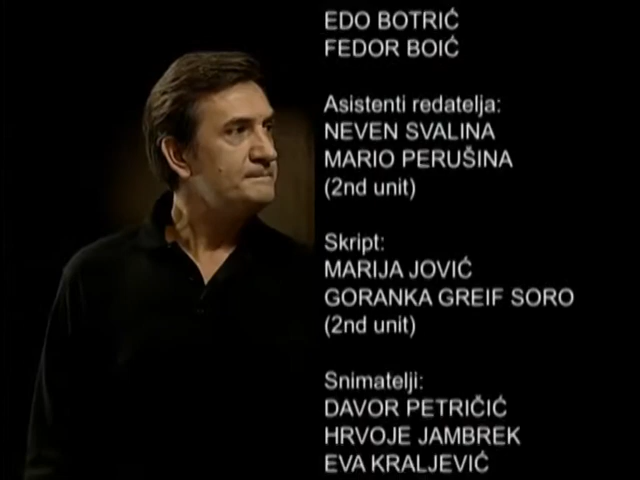 EDO BOTRIĆ
FEDOR BOIĆ
Asistenti redatelja:
NEVEN SVALINA
MARIO PERUŠINA
(2nd unit)
Skript:
MARIJA JOVIĆ
GORANKA GREIF SORO
(2nd unit)
Snimatelji:
DAVOR PETRIČIĆ
HRVOJE JAMBREK
EVA KRALJEVIĆ